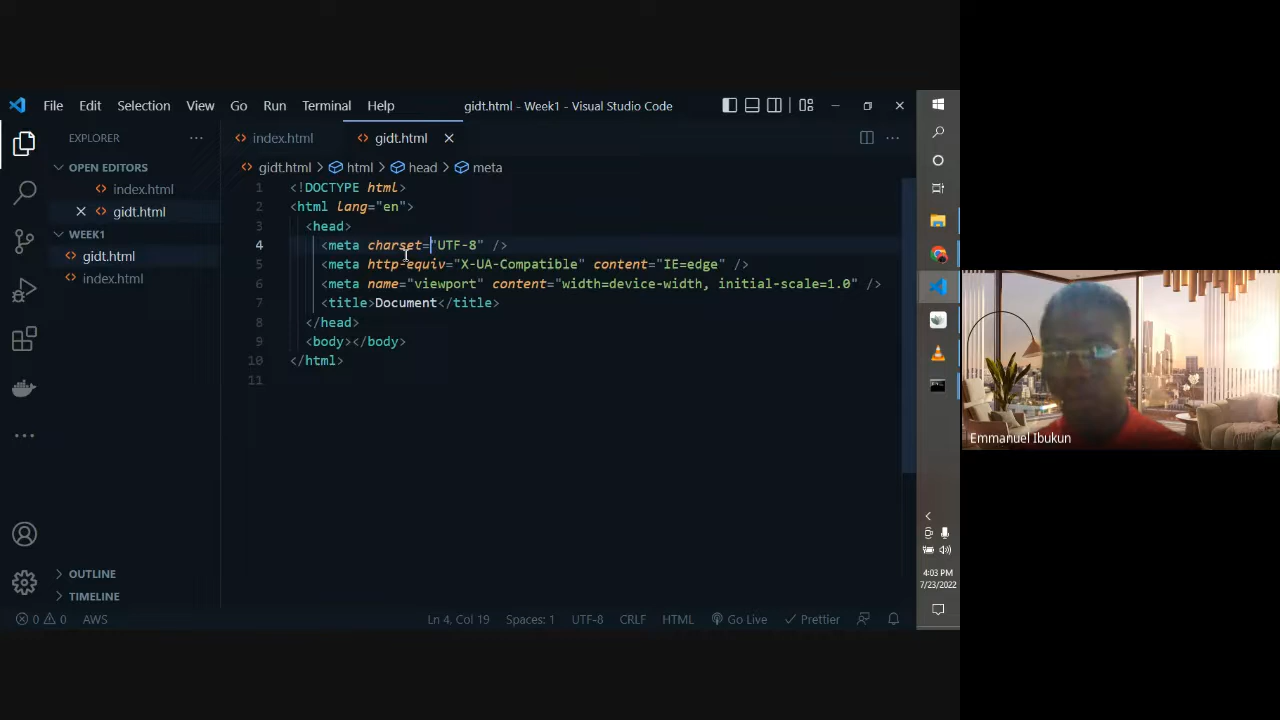 File Edit Selection View Go Run Terminal Help gidt.html - Week1 - Visual Studio Code
EXPLORER
OPEN EDITORS
index.html
gidt.html
WEEK1
gidt.html
index.html
OUTLINE
TIMELINE
index.html gidt.html
gidt.html > html > head > meta
1 <!DOCTYPE html>
2 <html lang="en">
3 <head>
4 <meta charset="UTF-8" />
5 <meta http-equiv="X-UA-Compatible" content="IE=edge" />
6 <meta name="viewport" content="width=device-width, initial-scale=1.0" />
7 <title>Document</title>
8 </head>
9 <body></body>
10 </html>
11
0 0 AWS Ln 4, Col 19 Spaces: 1 UTF-8 CRLF HTML Go Live Prettier
4:03 PM
7/23/2022
Emmanuel Ibukun